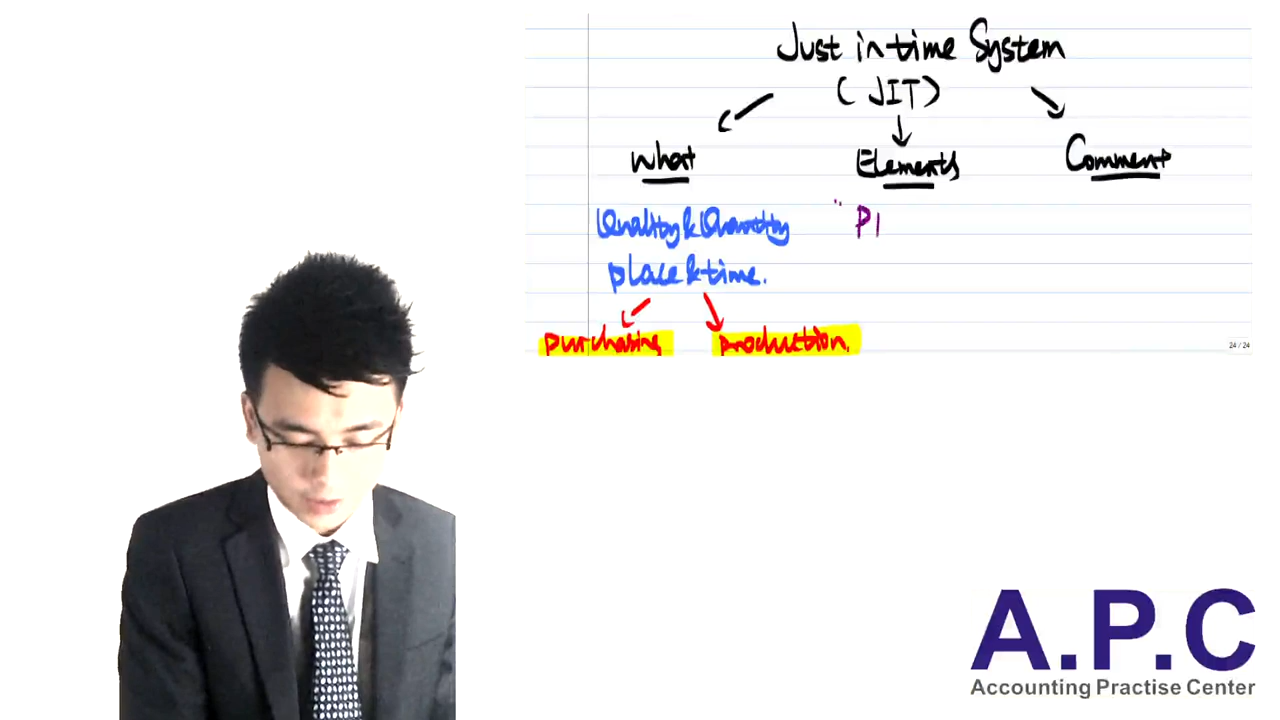 Just in time System
(JIT)
What Elements Comment
Quality & Quantity
Pl
place & time.
purchasing production.
24 / 24
A.P.C
Accounting Practise Center